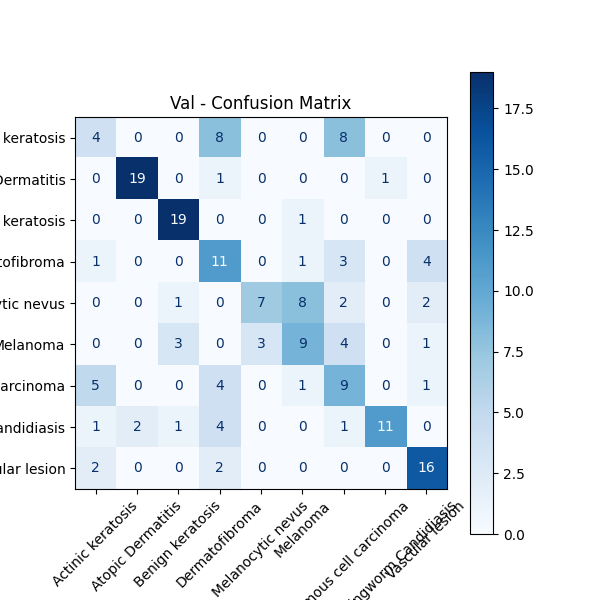 Val - Confusion Matrix
keratosis 4 0 0 8 0 0 8 0 0
Dermatitis 0 19 0 1 0 0 0 1 0
keratosis 0 0 19 0 0 1 0 0 0
tofibroma 1 0 0 11 0 1 3 0 4
ytic nevus 0 0 1 0 7 8 2 0 2
Melanoma 0 0 3 0 3 9 4 0 1
arcinoma 5 0 0 4 0 1 9 0 1
andidiasis 1 2 1 4 0 0 1 11 0
ular lesion 2 0 0 2 0 0 0 0 16
Actinic keratosis
Atopic Dermatitis
Benign keratosis
Dermatofibroma
Melanocytic nevus
Melanoma
mous cell carcinoma
ngworm Candidiasis
Vascular lesion
17.5
15.0
12.5
10.0
7.5
5.0
2.5
0.0